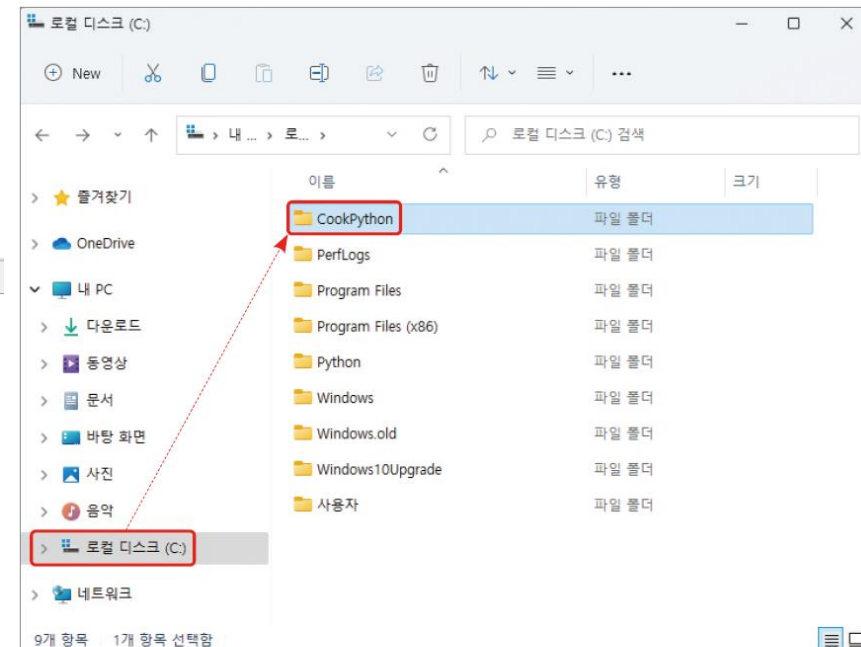 로컬 디스크 (C:)
New
내 ... > 로... >
로컬 디스크 (C:) 검색
이름 유형 크기
즐겨찾기
OneDrive
내 PC
다운로드
동영상
문서
바탕 화면
사진
음악
로컬 디스크 (C:)
네트워크
CookPython 파일 폴더
PerfLogs 파일 폴더
Program Files 파일 폴더
Program Files (x86) 파일 폴더
Python 파일 폴더
Windows 파일 폴더
Windows.old 파일 폴더
Windows10Upgrade 파일 폴더
사용자 파일 폴더
9개 항목 1개 항목 선택함